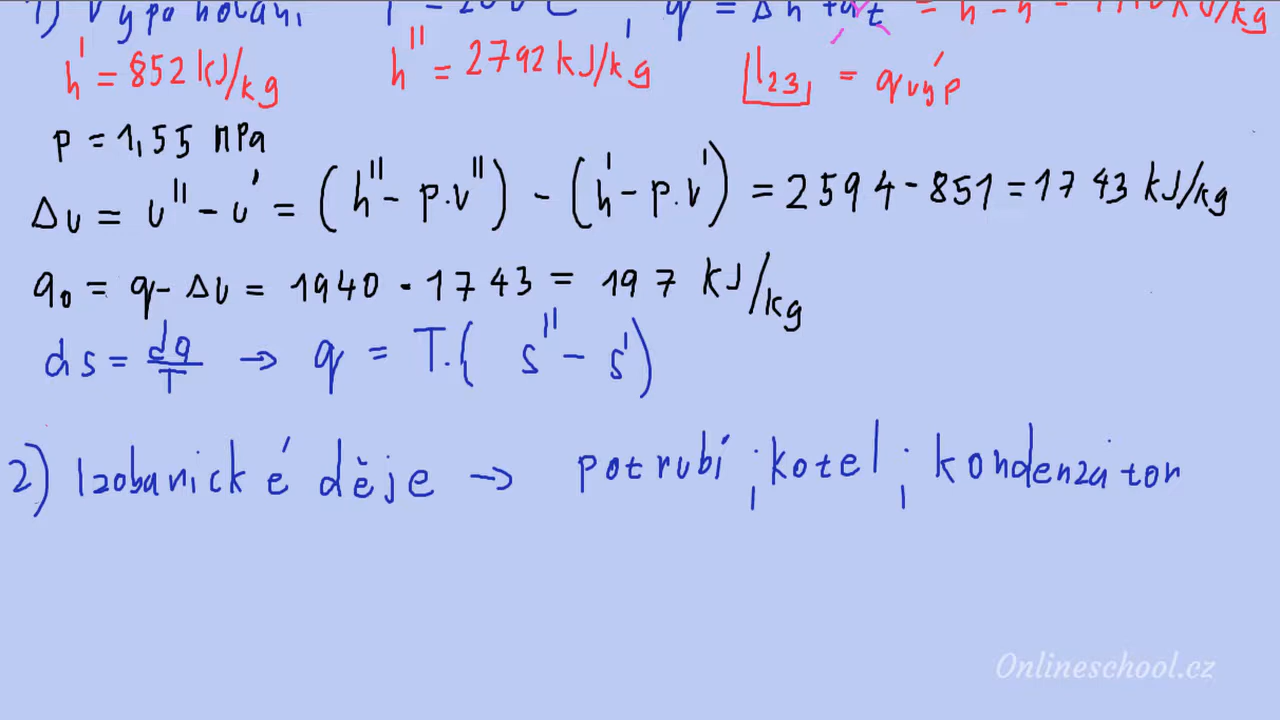 h' = 852 kJ/kg h'' = 2792 kJ/kg l₂₃ = q výp
p = 1,55 MPa
Δu = u'' - u' = (h'' - p.v'') - (h' - p.v') = 2594 - 851 = 1743 kJ/kg
q₀ = q - Δu = 1940 - 1743 = 197 kJ/kg
ds = dq/T → q = T.(s'' - s')
2) Izobarické děje → potrubí, kotel, kondenzátor
Onlineschool.cz